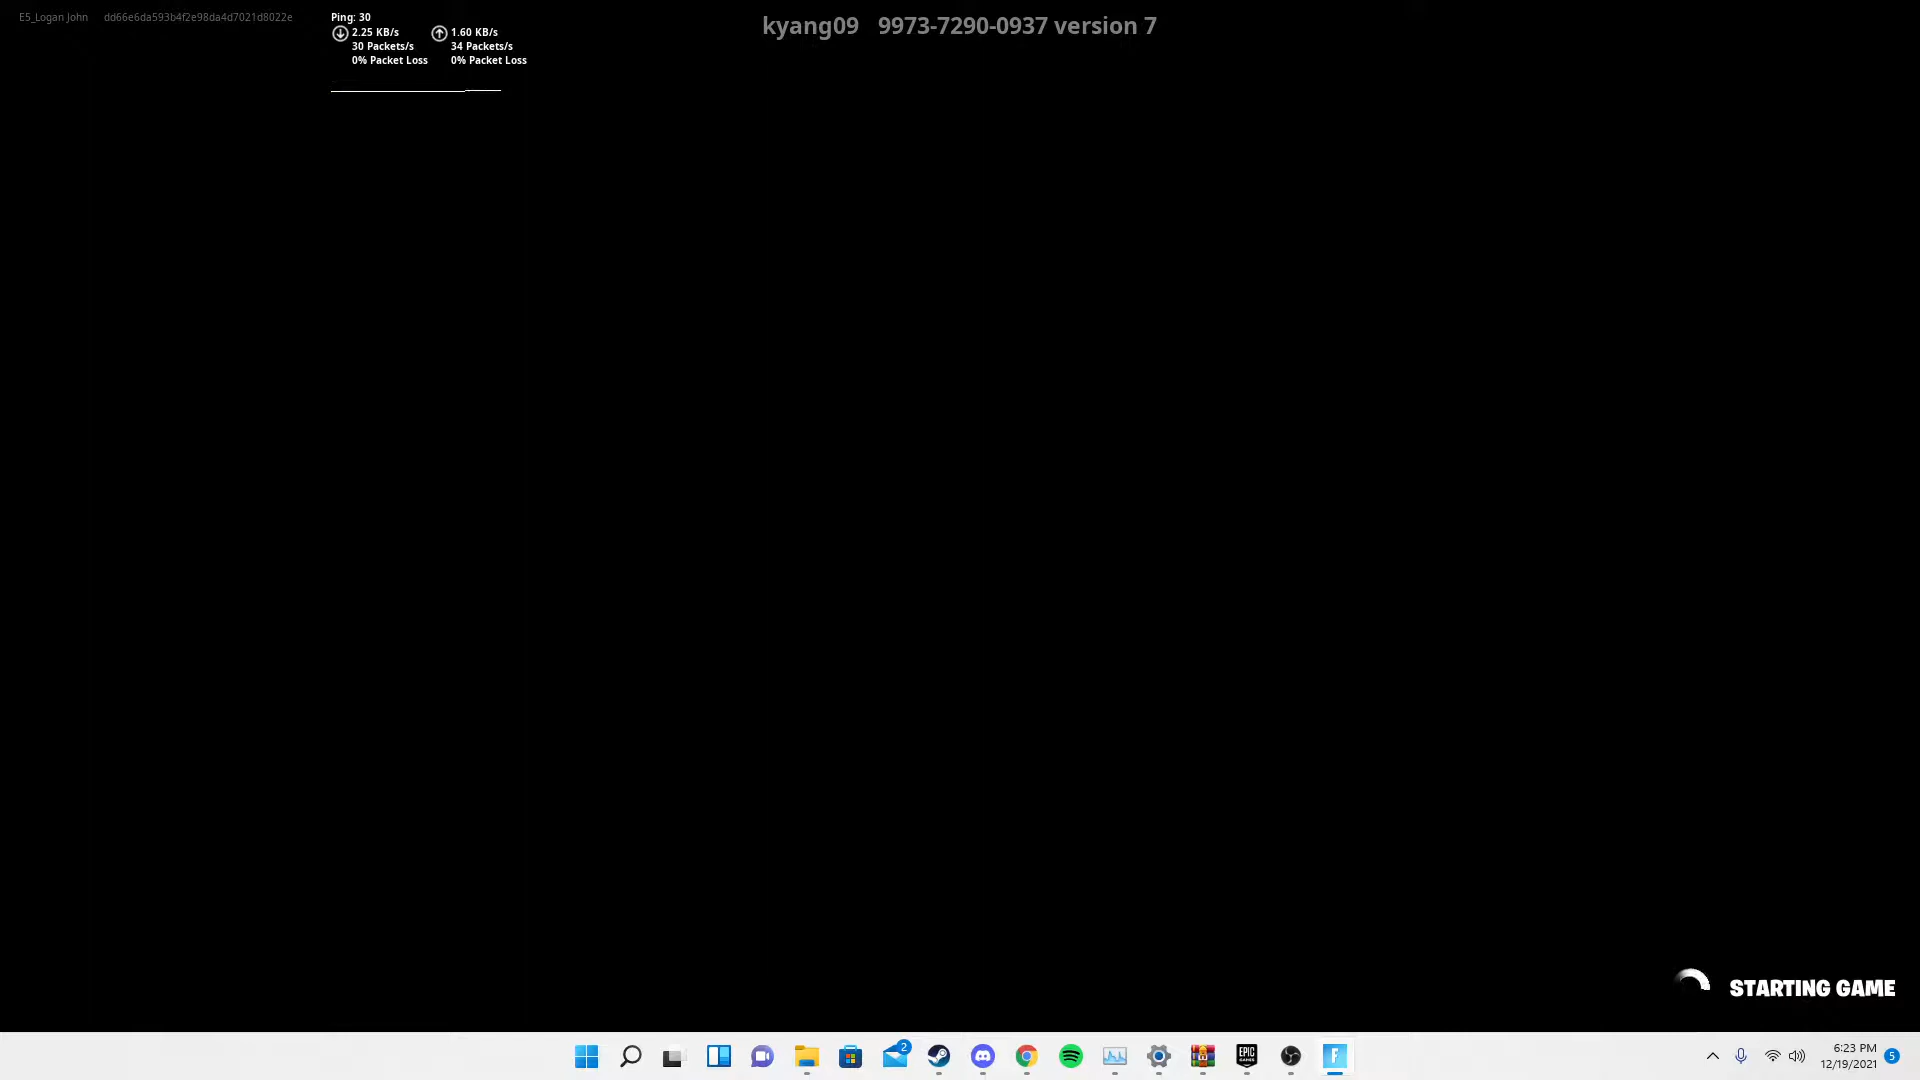 E5_Logan John dd66e6da593b4f2e98da4d7021d8022e
Ping: 30
2.25 KB/s 1.60 KB/s
30 Packets/s 34 Packets/s
0% Packet Loss 0% Packet Loss
kyang09 9973-7290-0937 version 7
STARTING GAME
2
EPIC
GAMES
F
6:23 PM
12/19/2021
5